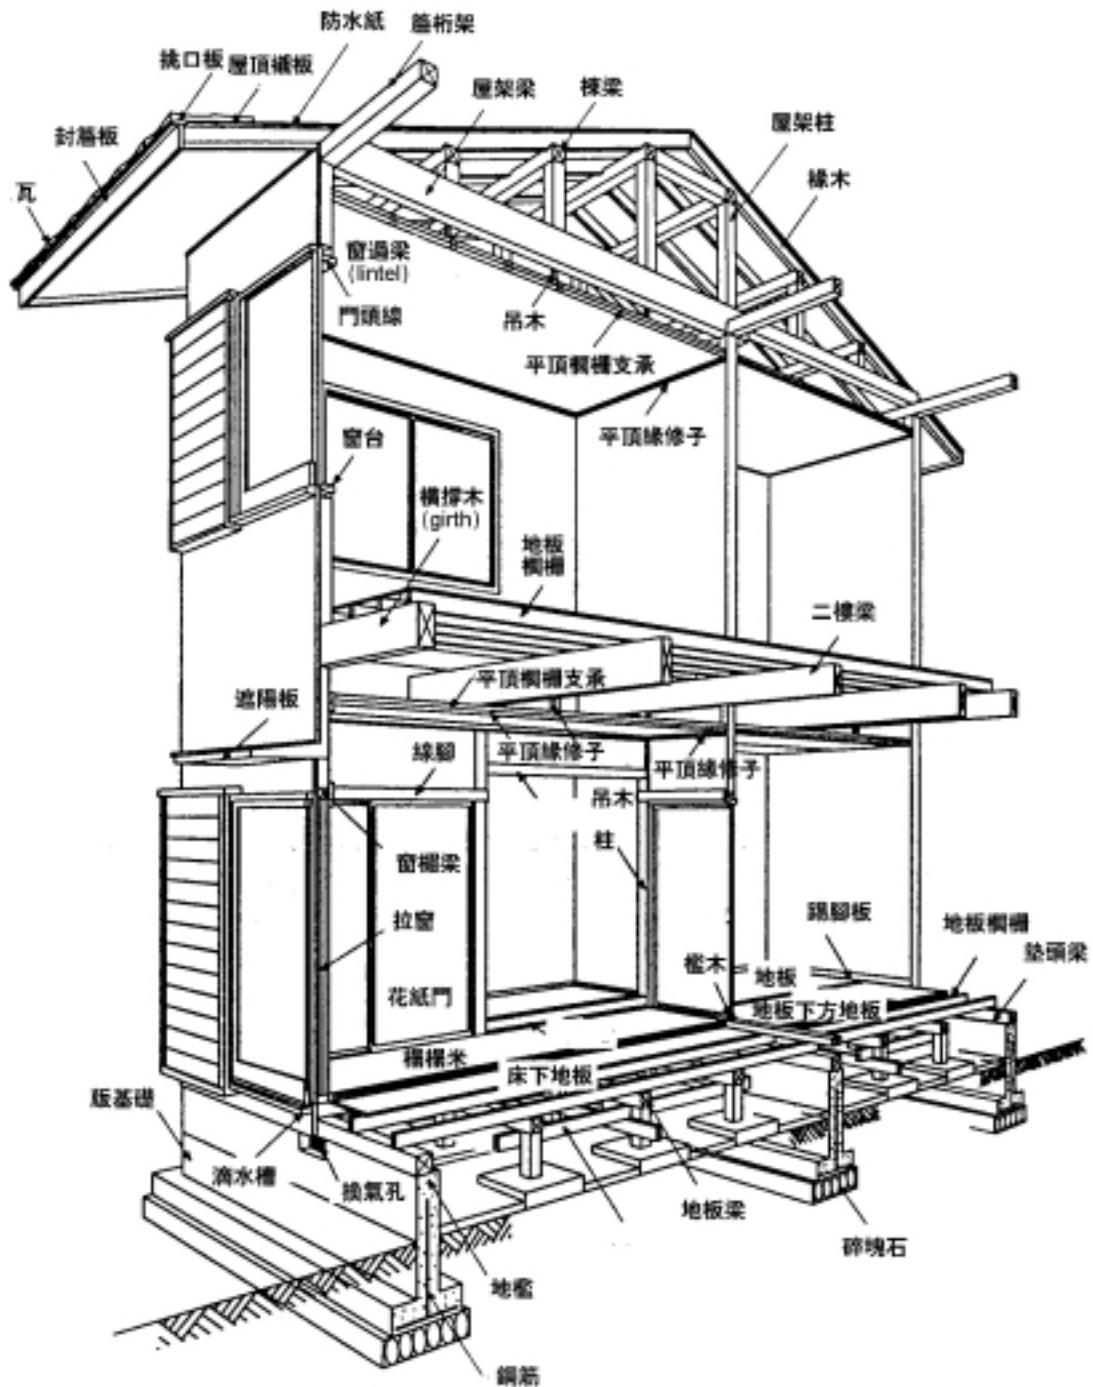 防水紙
簷桁架
挑口板
屋頂襯板
屋架梁
棟梁
屋架柱
封簷板
椽木
瓦
窗過梁
(lintel)
門頭線
吊木
平頂欄柵支承
平頂緣修子
窗台
橫撐木
(girth)
地板
欄柵
二樓梁
平頂欄柵支承
遮陽板
線腳
平頂緣修子
平頂緣修子
吊木
柱
窗楣梁
拉窗
踢腳板
地板欄柵
墊頭梁
檻木
地板
花紙門
地板下方地板
榻榻米
床下地板
版基礎
滴水槽
換氣孔
地板梁
碎塊石
地檻
鋼筋